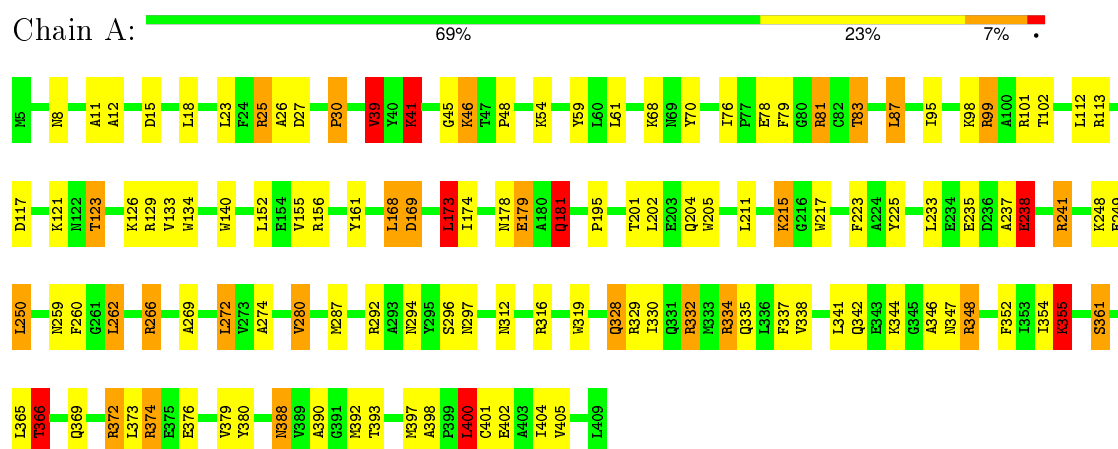 Chain A:
69% 23% 7% •
M5 N8 A11 A12 D15 L18 L23 F24 R25 A26 D27 P30 V39 Y40 K41 G45 K46 T47 P48 K54 Y59 L60 L61 K68 N69 Y70 I76 P77 E78 F79 G80 R81 C82 T83 L87 I95 K98 R99 A100 R101 T102 L112 R113
D117 K121 N122 T123 K126 R129 V133 W134 W140 L152 E154 V155 R156 Y161 L168 D169 L173 I174 N178 E179 A180 Q181 P195 T201 L202 E203 Q204 W205 L211 K215 G216 W217 F223 A224 Y225 L233 E234 E235 D236 A237 E238 R241 K248
L250 N259 F260 G261 L262 R266 A269 L272 V273 A274 V280 M287 R292 A293 N294 Y295 S296 N297 N312 R316 W319 Q328 R329 I330 Q331 R332 W333 R334 Q335 L336 F337 V338 L341 Q342 E343 K344 G345 A346 N347 R348 F352 I353 I354 K355 S361
L365 T366 Q369 R372 L373 R374 E375 E376 V379 Y380 N388 V389 A390 G391 M392 T393 M397 A398 P399 L400 C401 E402 A403 I404 V405 L409